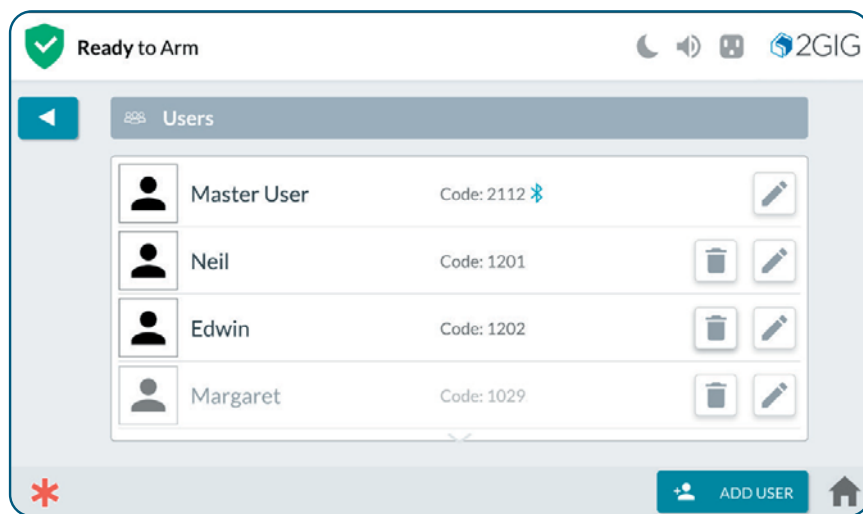 Ready to Arm
2GIG
Users
Master User Code: 2112
Neil Code: 1201
Edwin Code: 1202
Margaret Code: 1029
ADD USER